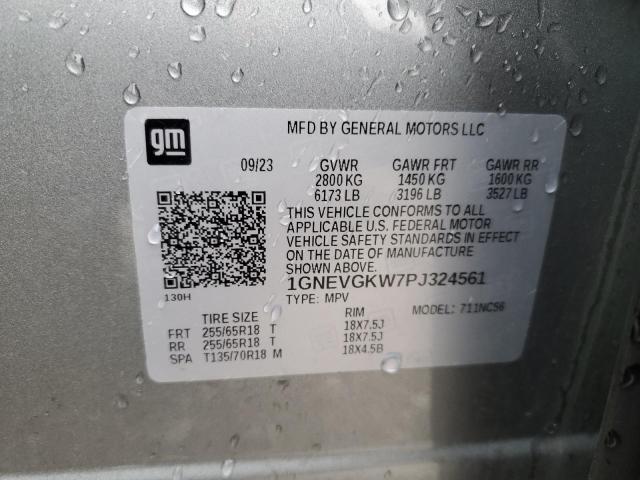 gm
MFD BY GENERAL MOTORS LLC
09/23 GVWR GAWR FRT GAWR RR
2800 KG 1450 KG 1600 KG
6173 LB 3196 LB 3527 LB
THIS VEHICLE CONFORMS TO ALL
APPLICABLE U.S. FEDERAL MOTOR
VEHICLE SAFETY STANDARDS IN EFFECT
ON THE DATE OF MANUFACTURE
SHOWN ABOVE.
130H
1GNEVGKW7PJ324561
TYPE: MPV MODEL: 711NC56
TIRE SIZE RIM
FRT 255/65R18 T 18X7.5J
RR 255/65R18 T 18X7.5J
SPA T135/70R18 M 18X4.5B